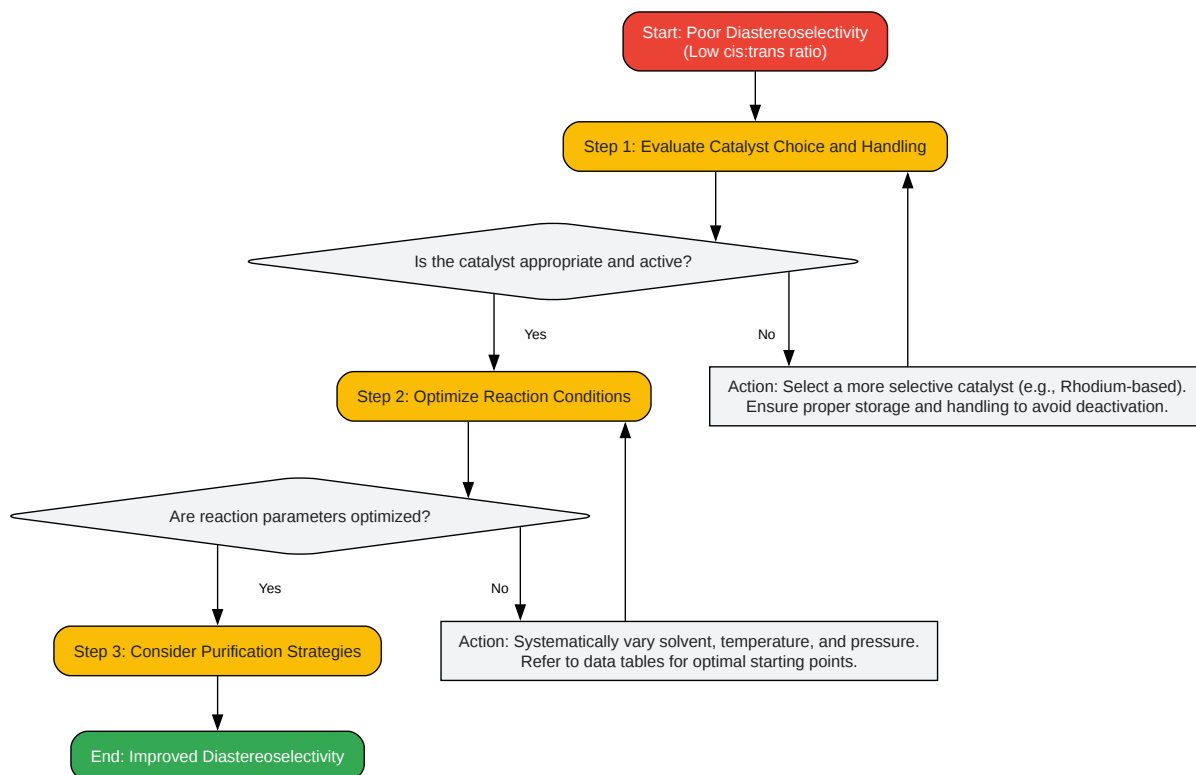 Start: Poor Diastereoselectivity
(Low cis:trans ratio)
Step 1: Evaluate Catalyst Choice and Handling
Is the catalyst appropriate and active?
Yes
No
Action: Select a more selective catalyst (e.g., Rhodium-based).
Ensure proper storage and handling to avoid deactivation.
Step 2: Optimize Reaction Conditions
Are reaction parameters optimized?
Yes
No
Action: Systematically vary solvent, temperature, and pressure.
Refer to data tables for optimal starting points.
Step 3: Consider Purification Strategies
End: Improved Diastereoselectivity